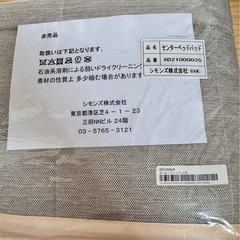 非売品
取扱いは下記となります。
石油系溶剤による弱いドライクリーニング
素材の特性上 多少縮む場合があります
シモンズ株式会社
東京都港区芝4-1-23
三田NNビル 24階
03-5765-3121
品名 センターベッドパッド
品番 XD21000035
シモンズ株式会社 日本製